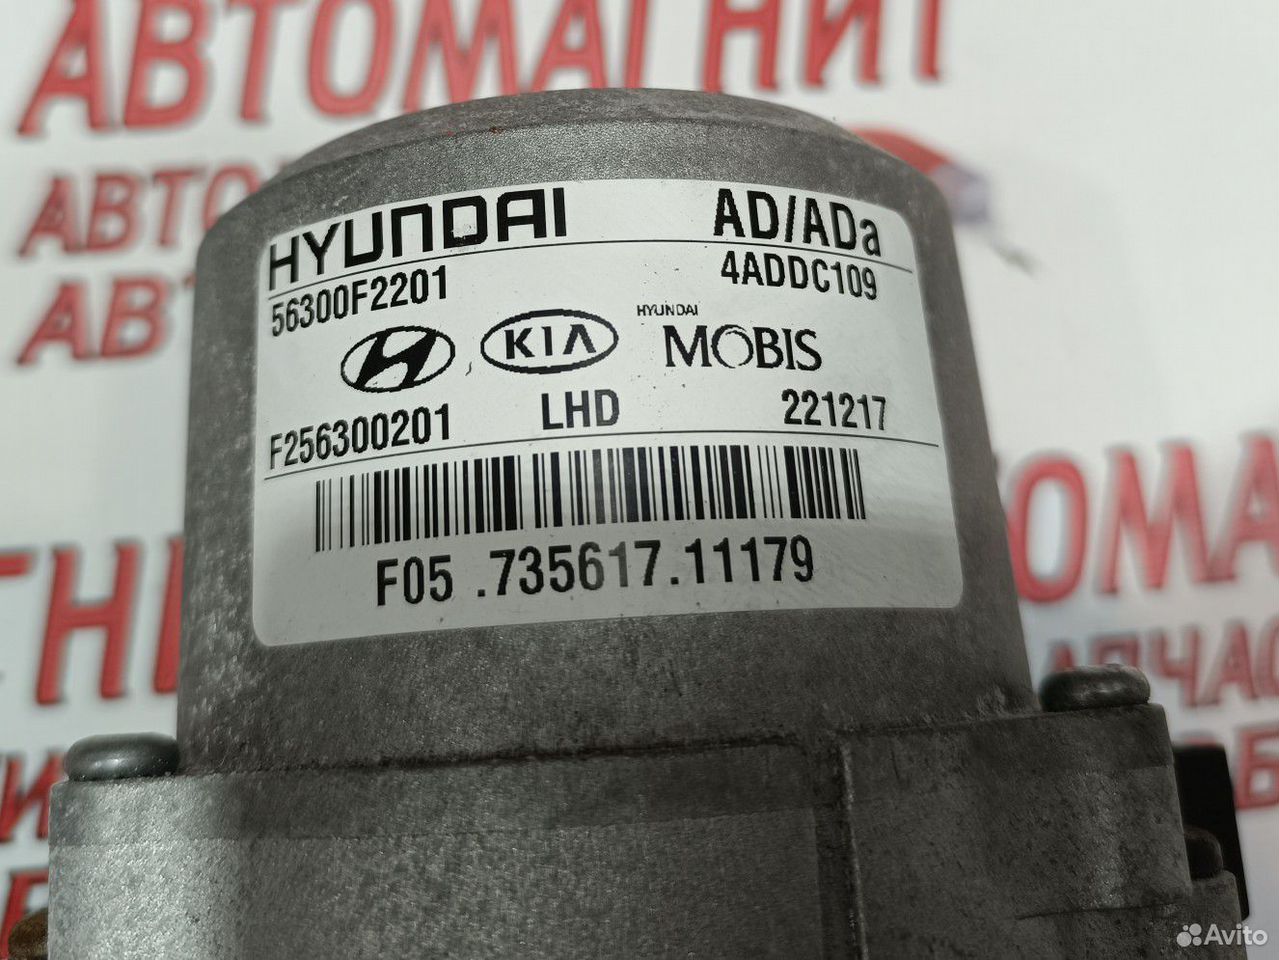 АВТОМАГНИТ
HYUNDAI AD/ADa
56300F2201 4ADDC109
KIA HYUNDAI MOBIS
F256300201 LHD 221217
F05 .735617.11179
Avito